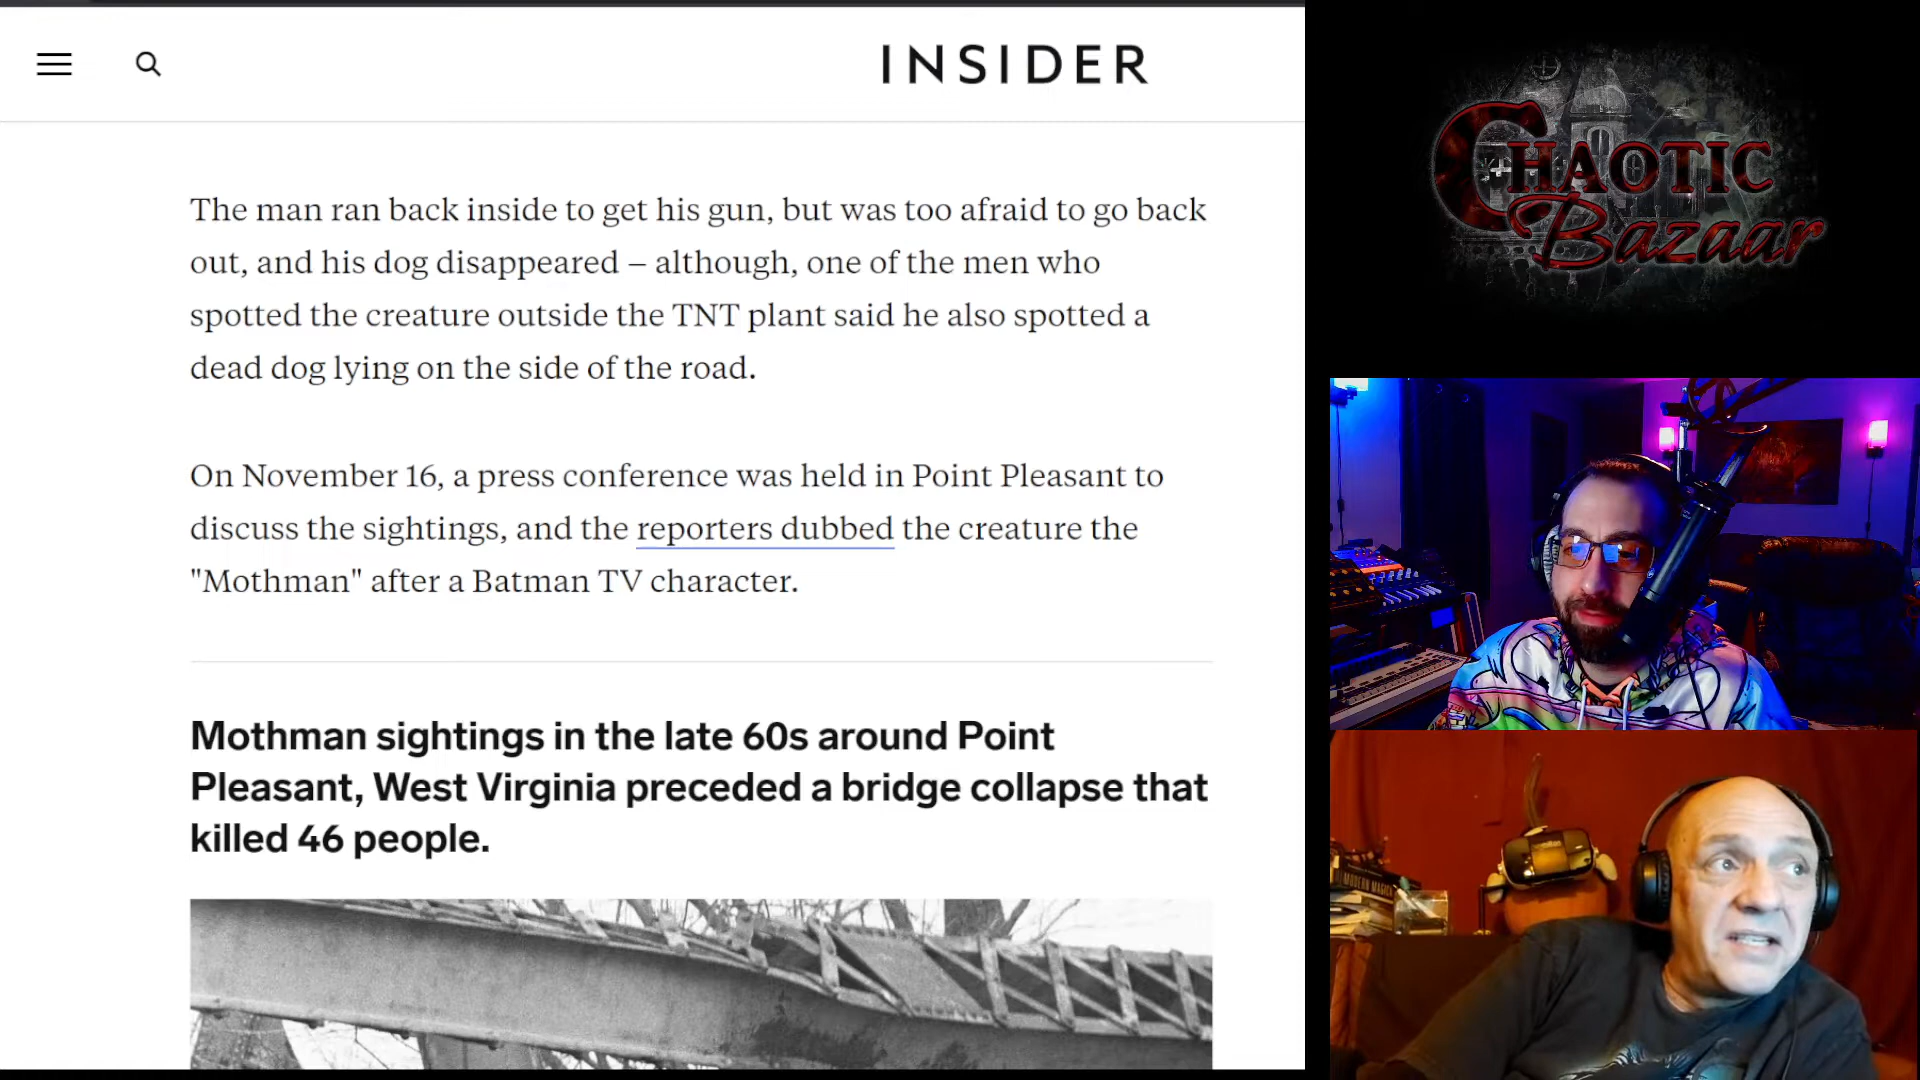 INSIDER
The man ran back inside to get his gun, but was too afraid to go back
out, and his dog disappeared – although, one of the men who
spotted the creature outside the TNT plant said he also spotted a
dead dog lying on the side of the road.
On November 16, a press conference was held in Point Pleasant to
discuss the sightings, and the reporters dubbed the creature the
"Mothman" after a Batman TV character.
Mothman sightings in the late 60s around Point
Pleasant, West Virginia preceded a bridge collapse that
killed 46 people.
CHAOTIC
Bazaar
MODERN MAGICK